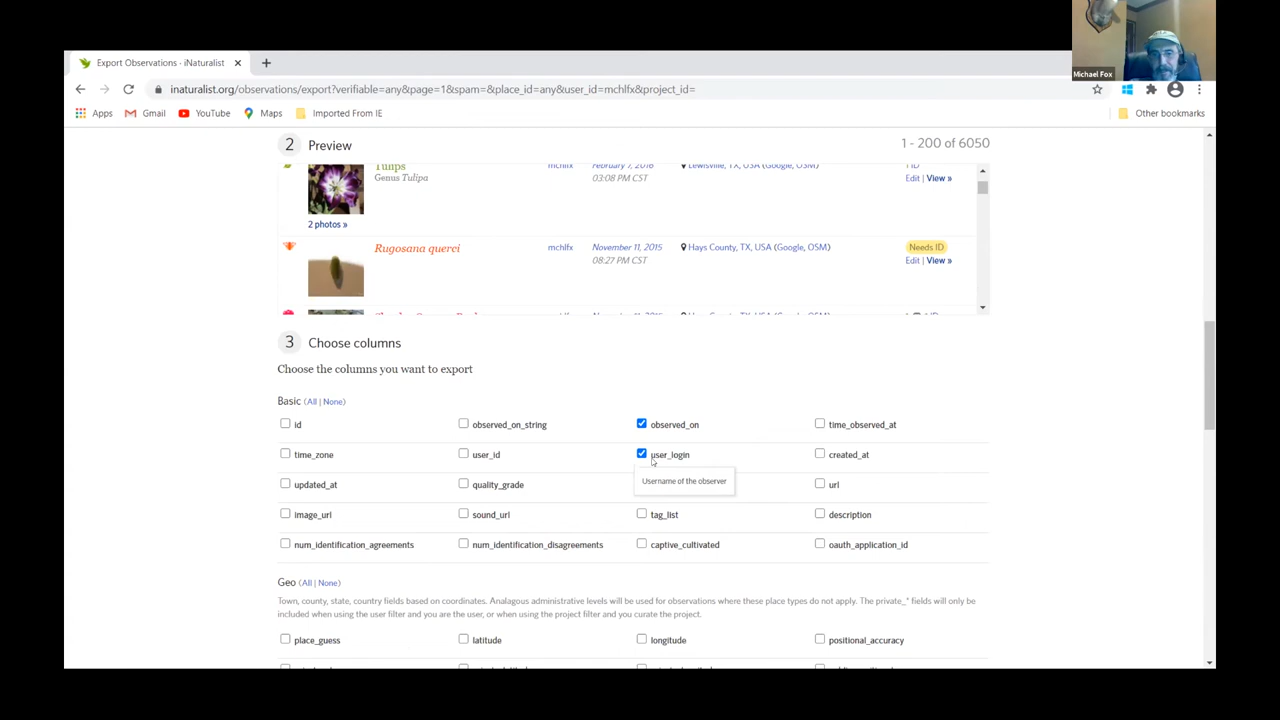 Michael Fox
Export Observations · iNaturalist
inaturalist.org/observations/export?verifiable=any&page=1&spam=&place_id=any&user_id=mchlfx&project_id=
Apps Gmail YouTube Maps Imported From IE Other bookmarks
2 Preview 1 - 200 of 6050
Tulips mchlfx February 7, 2016 Lewisville, TX, USA (Google, OSM) 1 ID
Genus Tulipa 03:08 PM CST Edit | View »
2 photos »
Rugosana querci mchlfx November 11, 2015 Hays County, TX, USA (Google, OSM) Needs ID
08:27 PM CST Edit | View »
3 Choose columns
Choose the columns you want to export
Basic (All | None)
id observed_on_string observed_on time_observed_at
time_zone user_id user_login created_at
Username of the observer
updated_at quality_grade url
image_url sound_url tag_list description
num_identification_agreements num_identification_disagreements captive_cultivated oauth_application_id
Geo (All | None)
Town, county, state, country fields based on coordinates. Analagous administrative levels will be used for observations where these place types do not apply. The private_* fields will only be
included when using the user filter and you are the user, or when using the project filter and you curate the project.
place_guess latitude longitude positional_accuracy